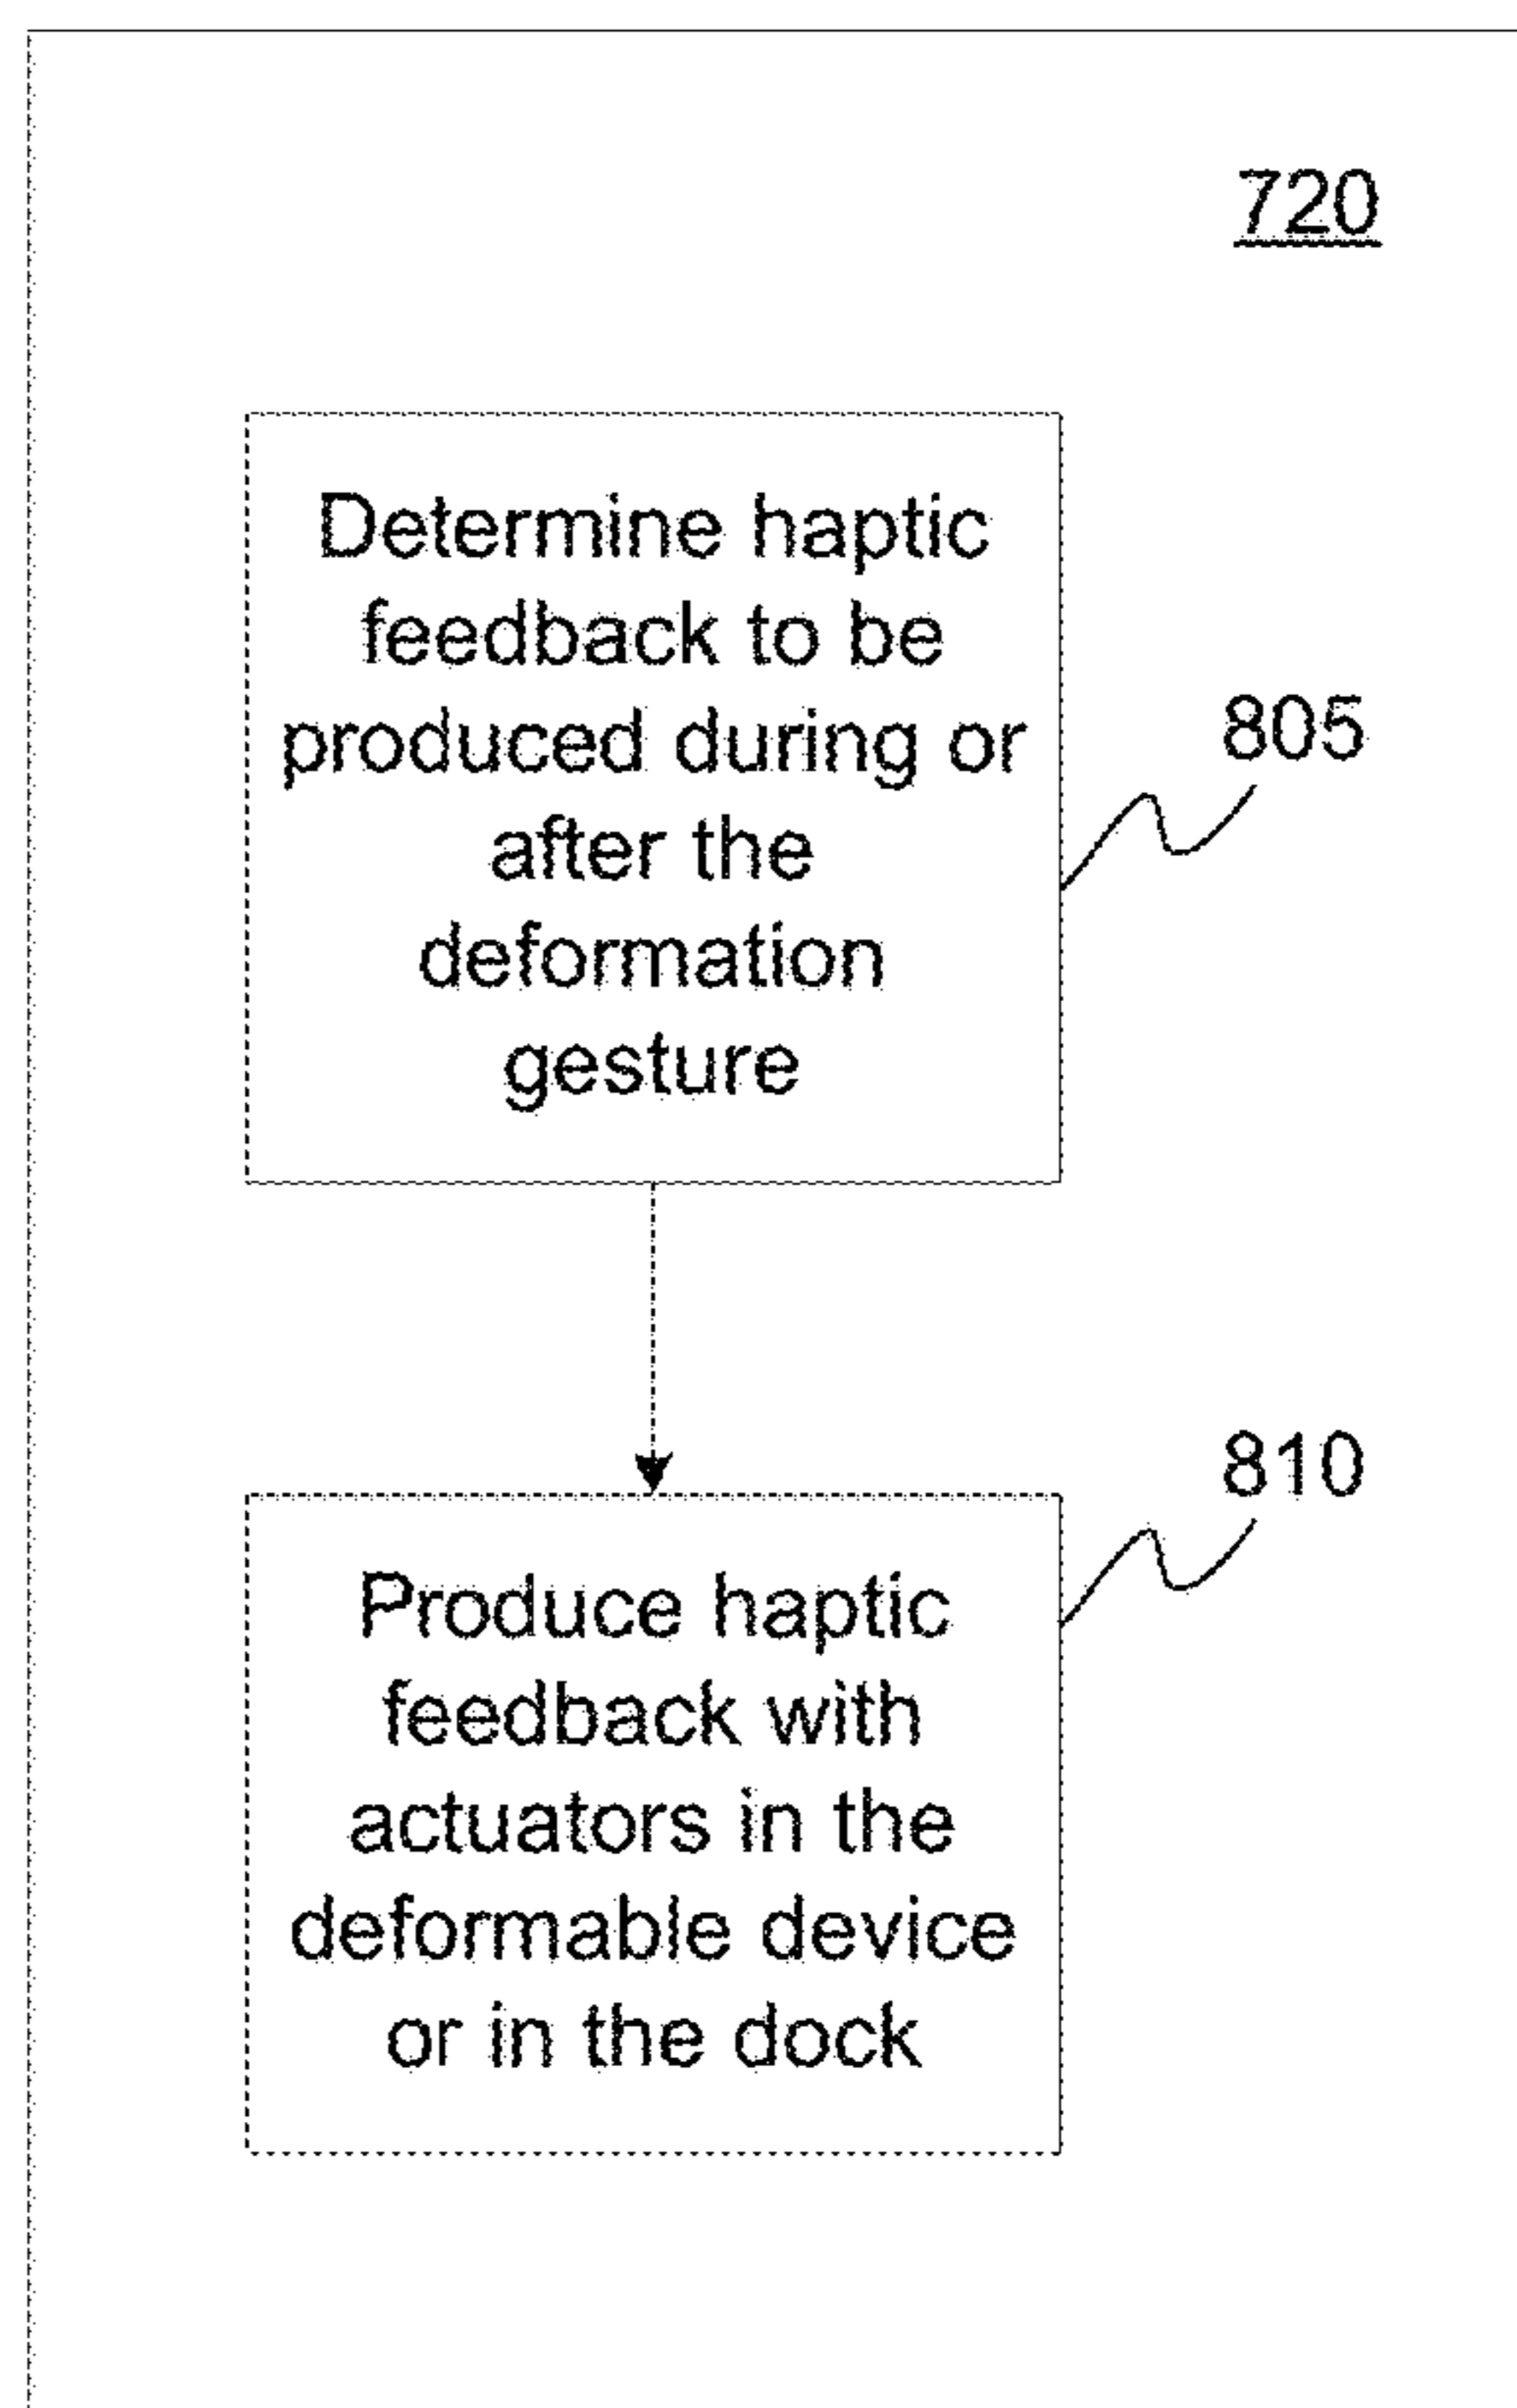 720
Determine haptic
feedback to be
produced during or
after the
deformation
gesture
805
810
Produce haptic
feedback with
actuators in the
deformable device
or in the dock